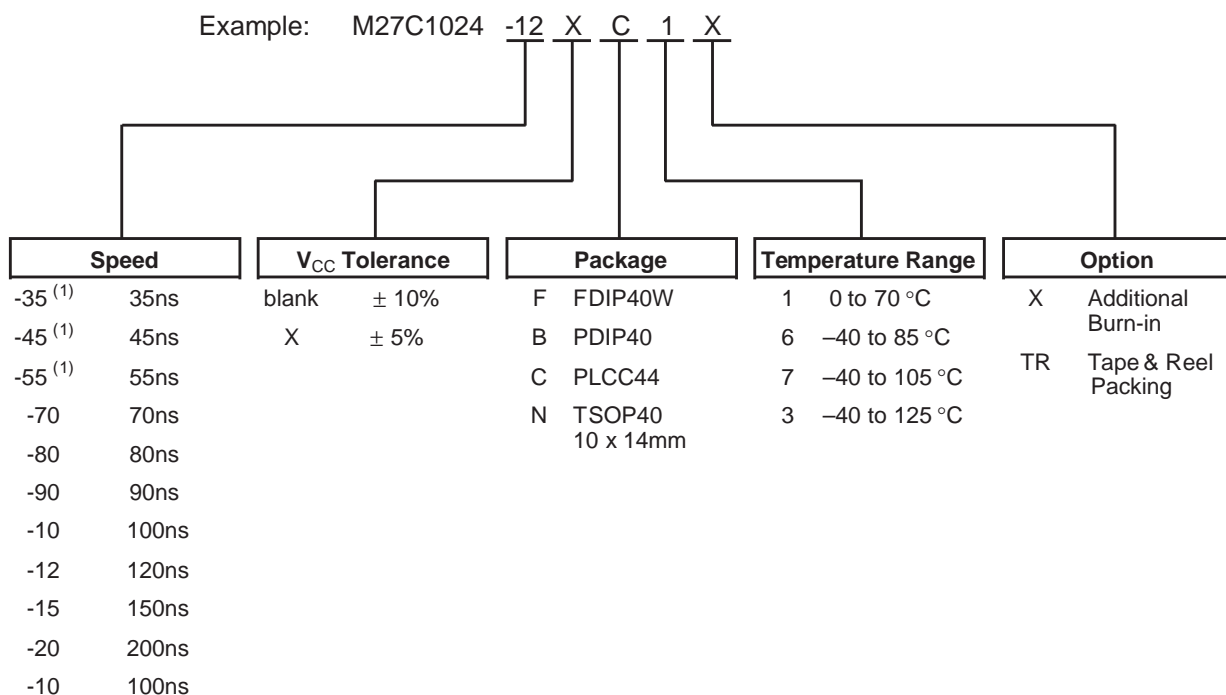 Example: M27C1024 -12 X C 1 X
Speed VCC Tolerance Package Temperature Range Option
-35 (1) 35ns blank ± 10% F FDIP40W 1 0 to 70 °C X Additional
Burn-in
-45 (1) 45ns X ± 5% B PDIP40 6 –40 to 85 °C
TR Tape & Reel
Packing
-55 (1) 55ns C PLCC44 7 –40 to 105 °C
-70 70ns N TSOP40 3 –40 to 125 °C
10 x 14mm
-80 80ns
-90 90ns
-10 100ns
-12 120ns
-15 150ns
-20 200ns
-10 100ns